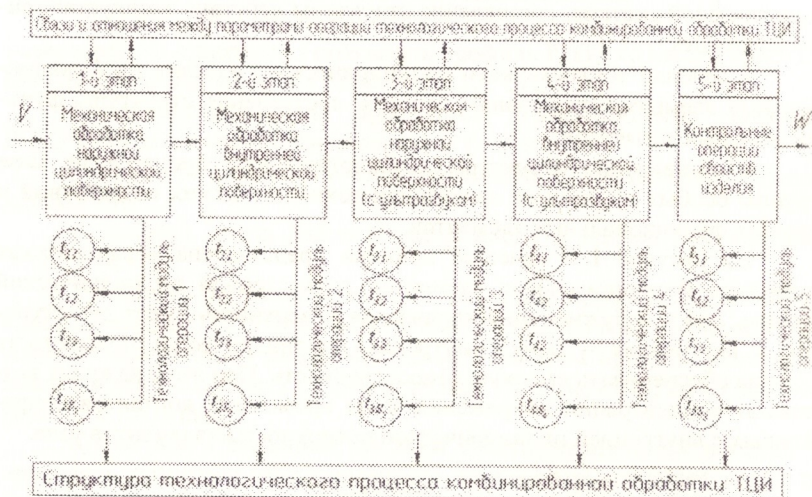 Связи и отношения между параметрами операций технологического процесса комбинированной обработки ТЦИ
1-й этап
Механическая
обработка
наружной
цилиндрической
поверхности
2-й этап
Механическая
обработка
внутренней
цилиндрической
поверхности
3-й этап
Механическая
обработка
наружной
цилиндрической
поверхности
(с ультразвуком)
4-й этап
Механическая
обработка
внутренней
цилиндрической
поверхности
(с ультразвуком)
5-й этап
Контрольные
операции
свойств
изделия
V
W
Технологический модуль
операции 1
Технологический модуль
операции 2
Технологический модуль
операции 3
Технологический модуль
операции 4
Технологический модуль
операции 5
Структура технологического процесса комбинированной обработки ТЦИ